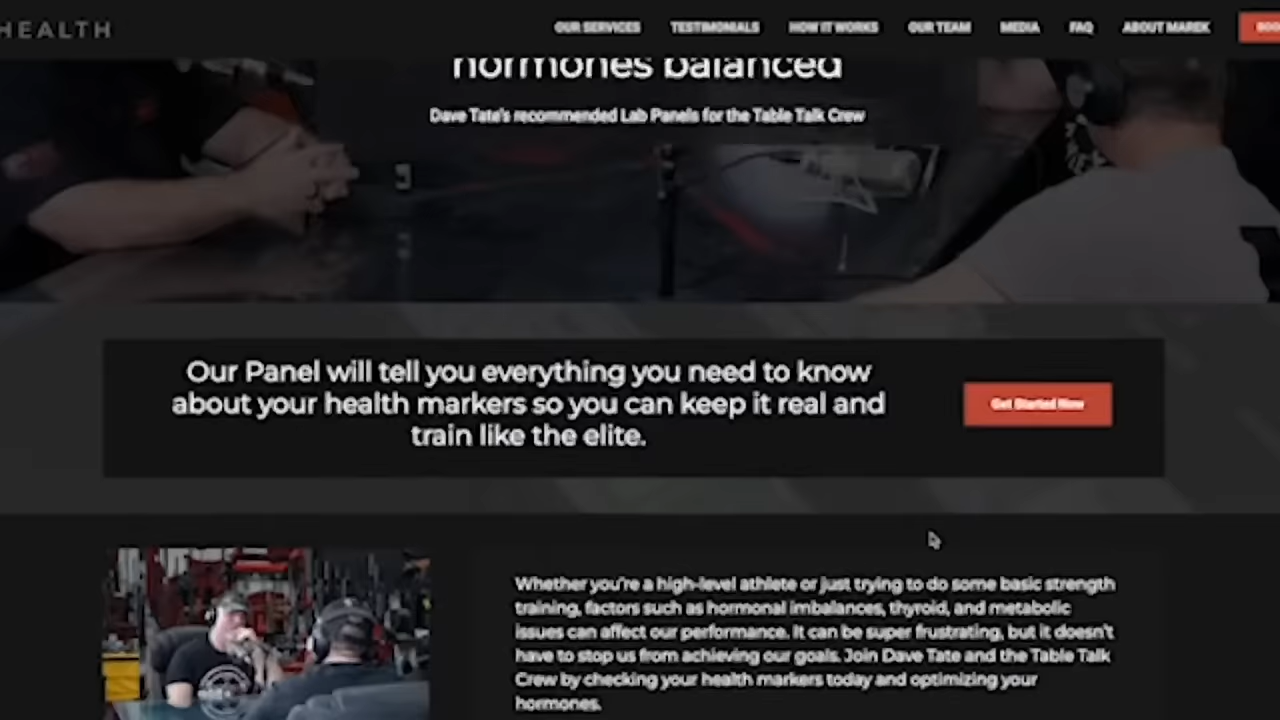 HEALTH
OUR SERVICES TESTIMONIALS HOW IT WORKS OUR TEAM MEDIA FAQ ABOUT MAREK
hormones balanced
Dave Tate's recommended Lab Panels for the Table Talk Crew
Our Panel will tell you everything you need to know
about your health markers so you can keep it real and
train like the elite.
Get Started Now
Whether you're a high-level athlete or just trying to do some basic strength
training, factors such as hormonal imbalances, thyroid, and metabolic
issues can affect our performance. It can be super frustrating, but it doesn't
have to stop us from achieving our goals. Join Dave Tate and the Table Talk
Crew by checking your health markers today and optimizing your
hormones.